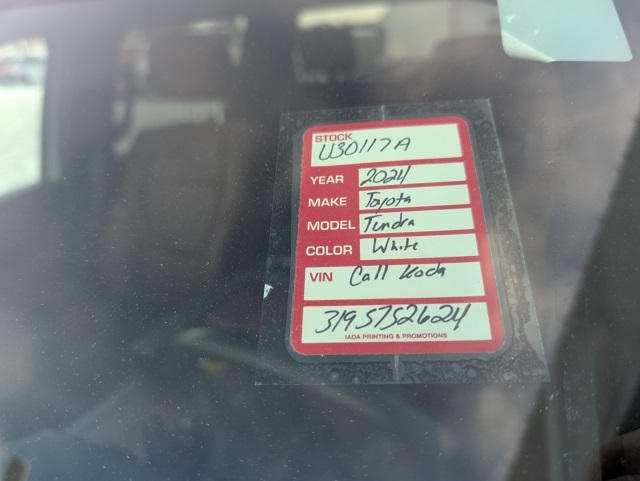 STOCK
U30117A
YEAR 2024
MAKE Toyota
MODEL Tundra
COLOR White
VIN Call Koda
3195752624
IADA PRINTING & PROMOTIONS